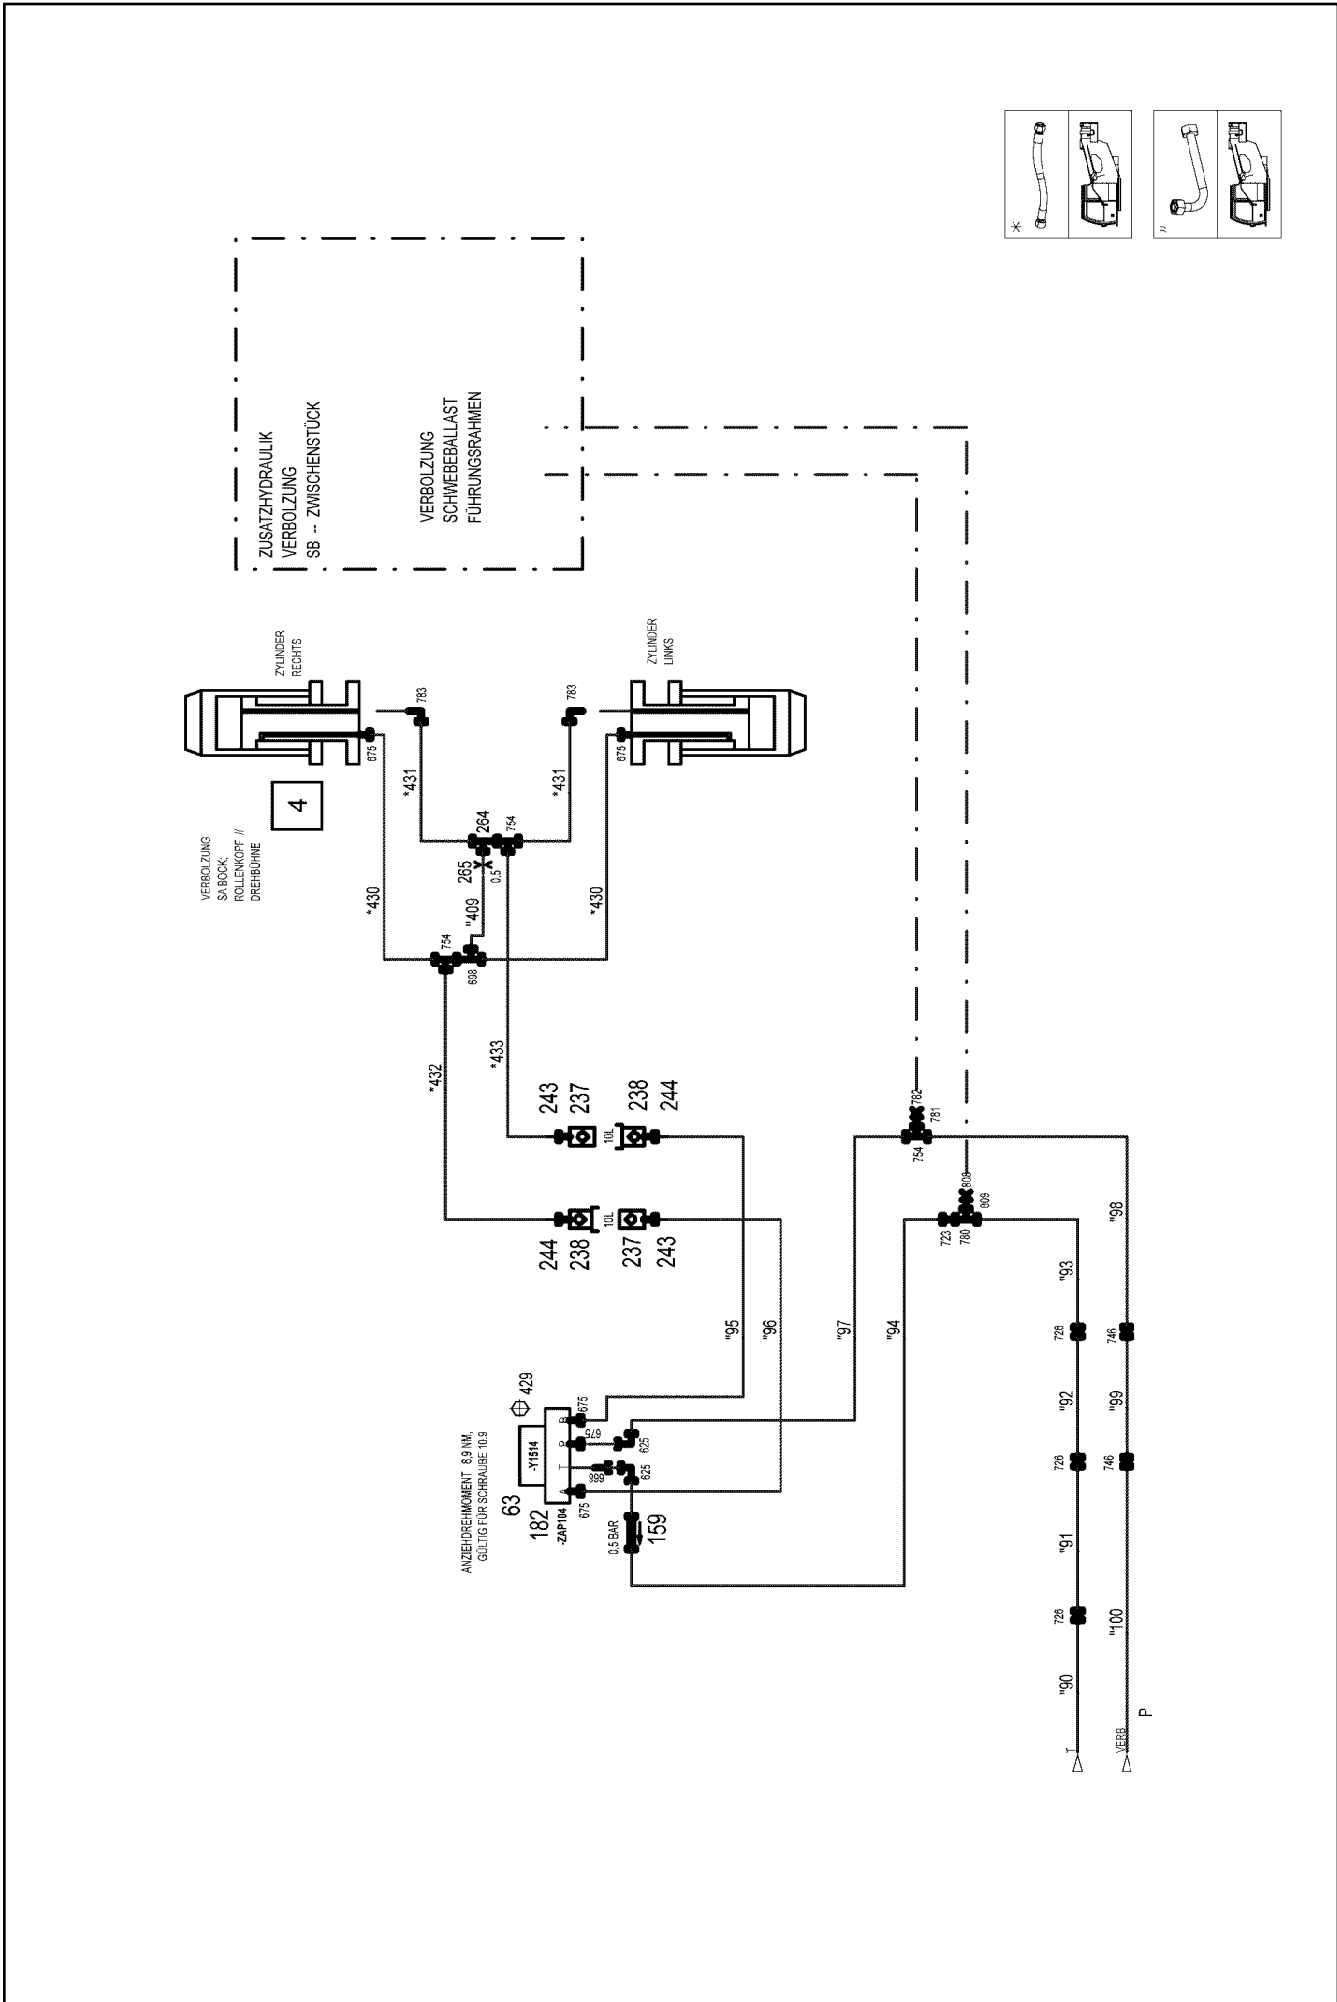 *
"
ZUSATZHYDRAULIK
VERBOLZUNG
SB -- ZWISCHENSTÜCK
VERBOLZUNG
SCHWEBEBALLAST
FÜHRUNGSRAHMEN
ZYLINDER
RECHTS
ZYLINDER
LINKS
VERBOLZUNG
SA BOCK;
ROLLENKOPF //
DREHBÜHNE
4
675
783
783
675
*431
*431
*430
*430
264
754
265
0,5
"409
754
698
*432
*433
243
237
10L
238
244
244
238
10L
237
243
782
781
754
808
809
723
780
"95
"96
"97
"94
"98
"93
726
746
"92
"99
726
746
"91
726
"100
"90
ANZIEHDREHMOMENT 8,9 NM,
GÜLTIG FÜR SCHRAUBE 10.9
429
63
-Y1514
182
-ZAP104
A
T
P
B
675
675
675
668
625
625
0,5 BAR
159
T
VERB
P